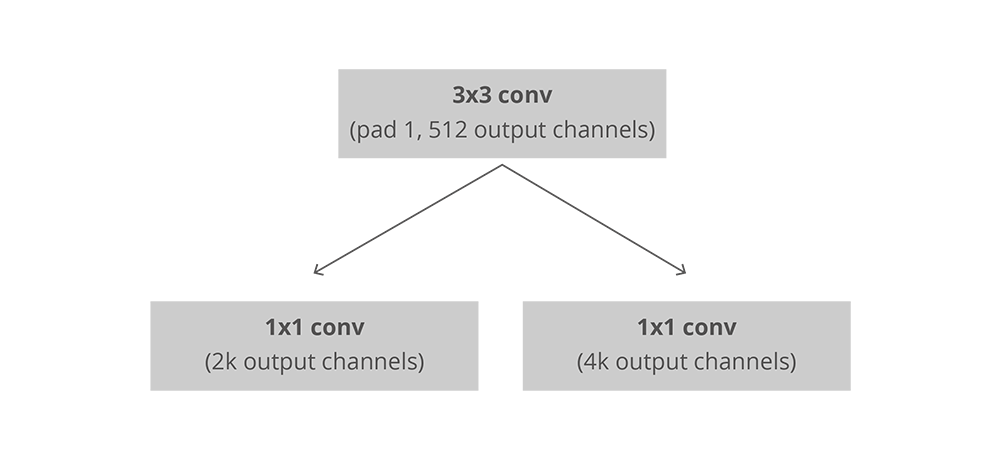 3x3 conv
(pad 1, 512 output channels)
1x1 conv
(2k output channels)
1x1 conv
(4k output channels)